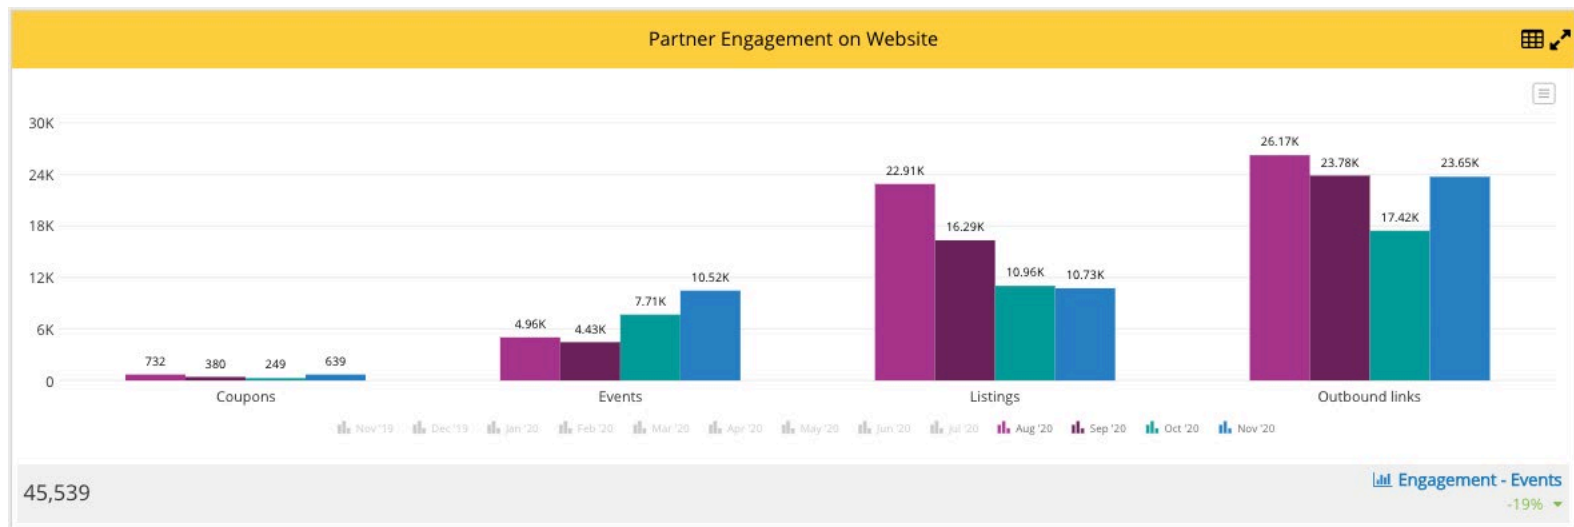 Partner Engagement on Website
30K
24K
18K
12K
6K
0
732
380
249
639
4.96K
4.43K
7.71K
10.52K
22.91K
16.29K
10.96K
10.73K
26.17K
23.78K
17.42K
23.65K
Coupons
Events
Listings
Outbound links
Nov '19 Dec '19 Jan '20 Feb '20 Mar '20 Apr '20 May '20 Jun '20 Jul '20 Aug '20 Sep '20 Oct '20 Nov '20
45,539
Engagement - Events
-19%